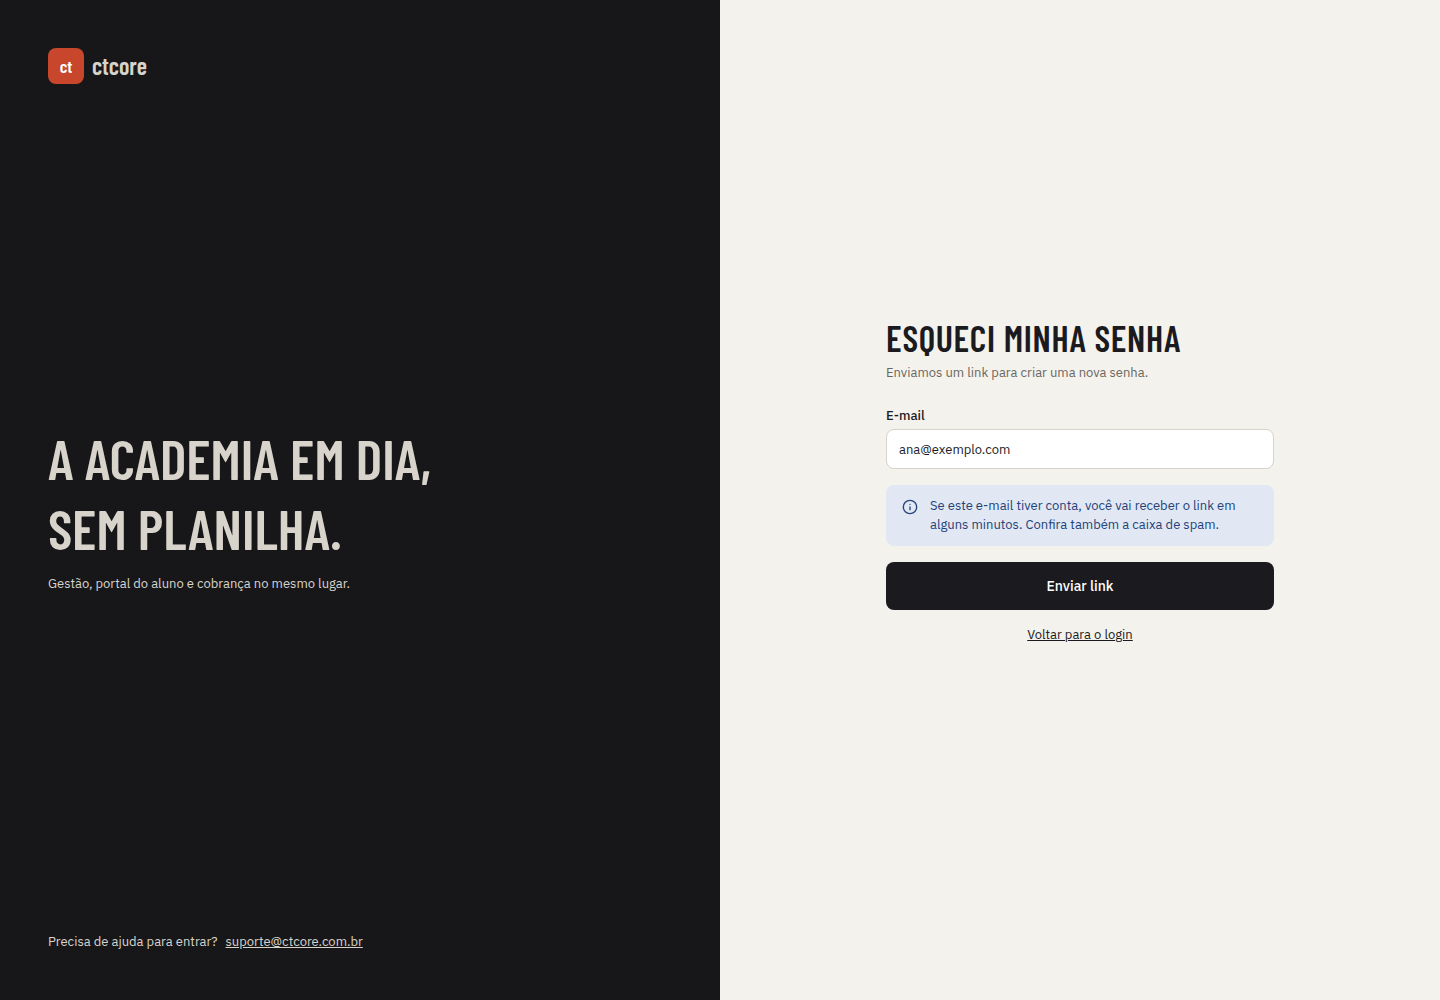 ct ctcore
A ACADEMIA EM DIA,
SEM PLANILHA.
Gestão, portal do aluno e cobrança no mesmo lugar.
Precisa de ajuda para entrar? suporte@ctcore.com.br
ESQUECI MINHA SENHA
Enviamos um link para criar uma nova senha.
E-mail
ana@exemplo.com
Se este e-mail tiver conta, você vai receber o link em
alguns minutos. Confira também a caixa de spam.
Enviar link
Voltar para o login